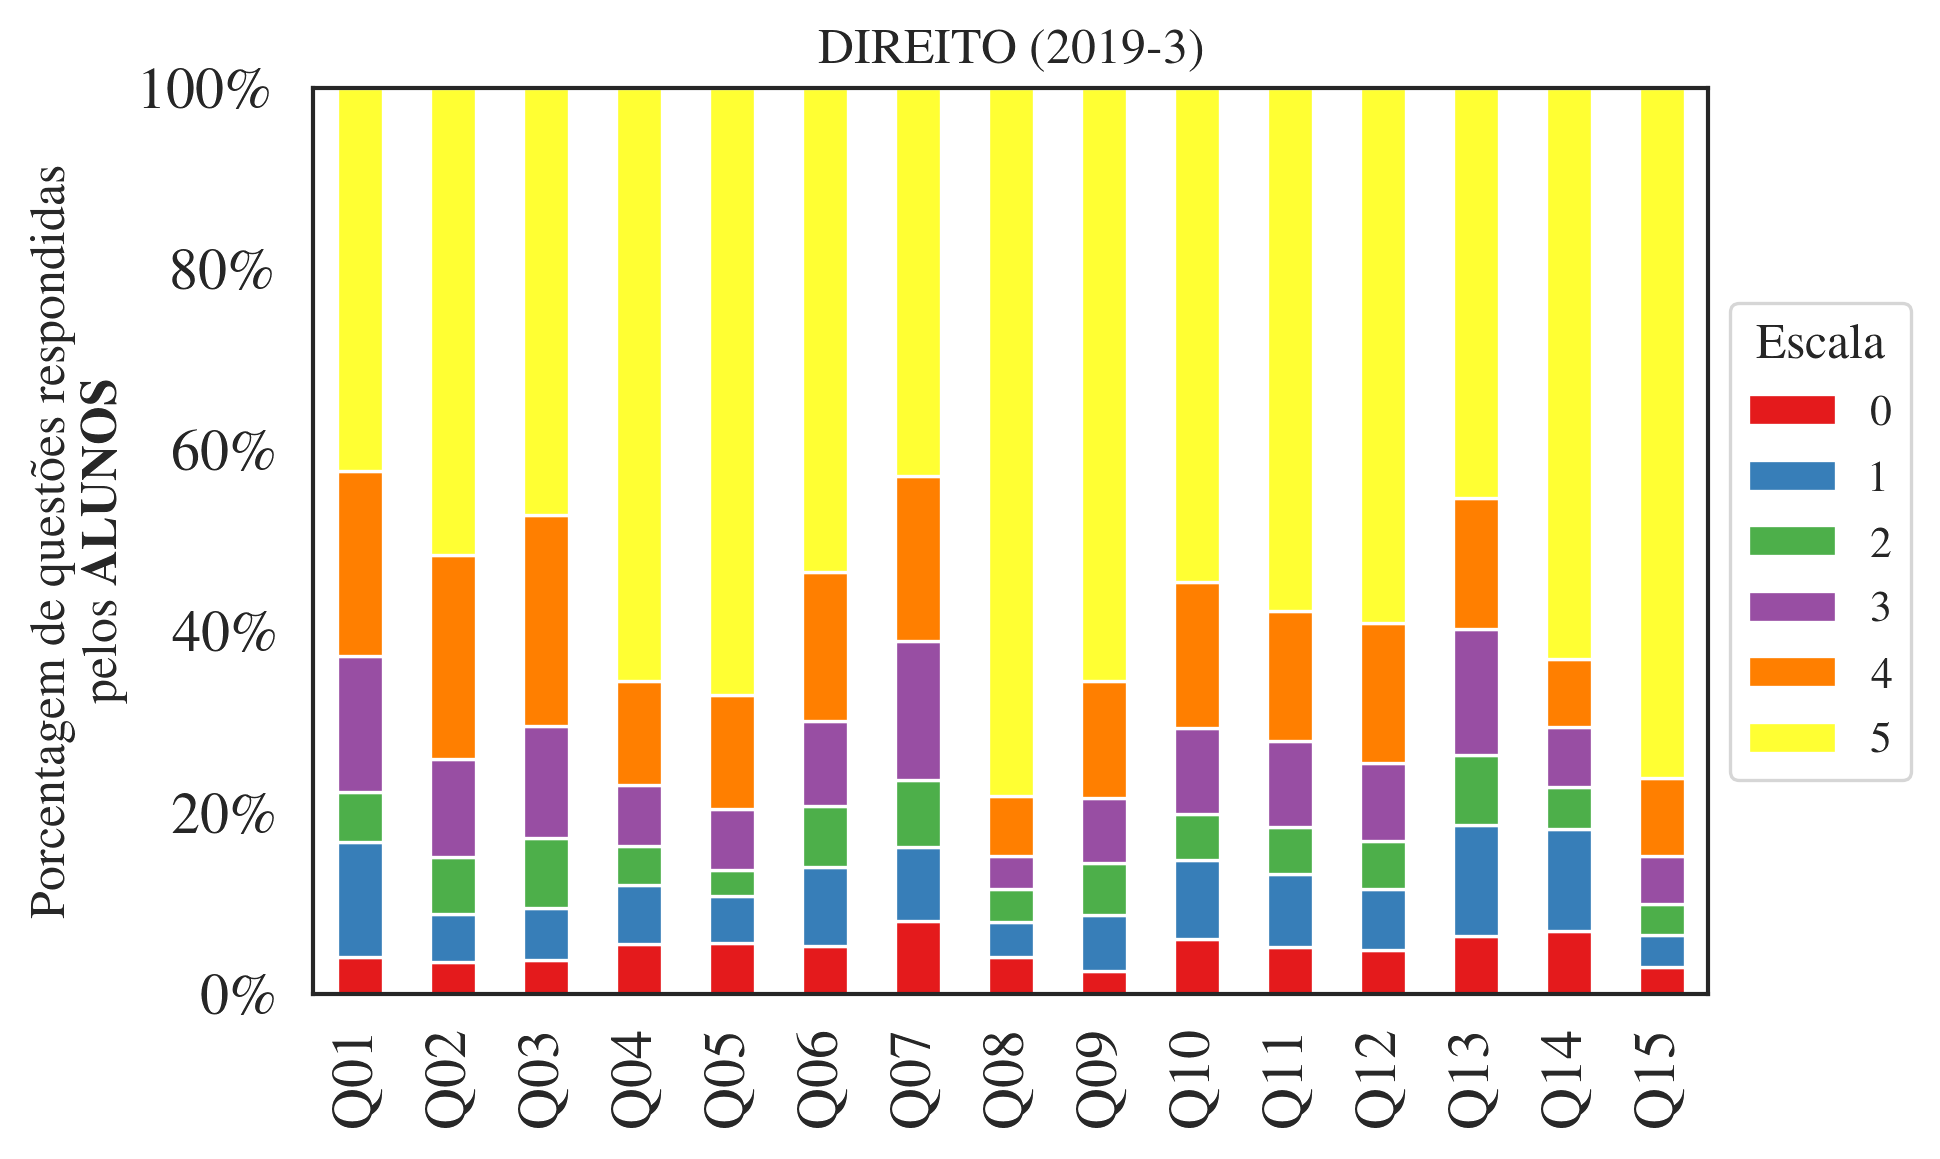 DIREITO (2019-3)
Porcentagem de questões respondidas
pelos ALUNOS
100%
80%
60%
40%
20%
0%
Q01
Q02
Q03
Q04
Q05
Q06
Q07
Q08
Q09
Q10
Q11
Q12
Q13
Q14
Q15
Escala
0
1
2
3
4
5